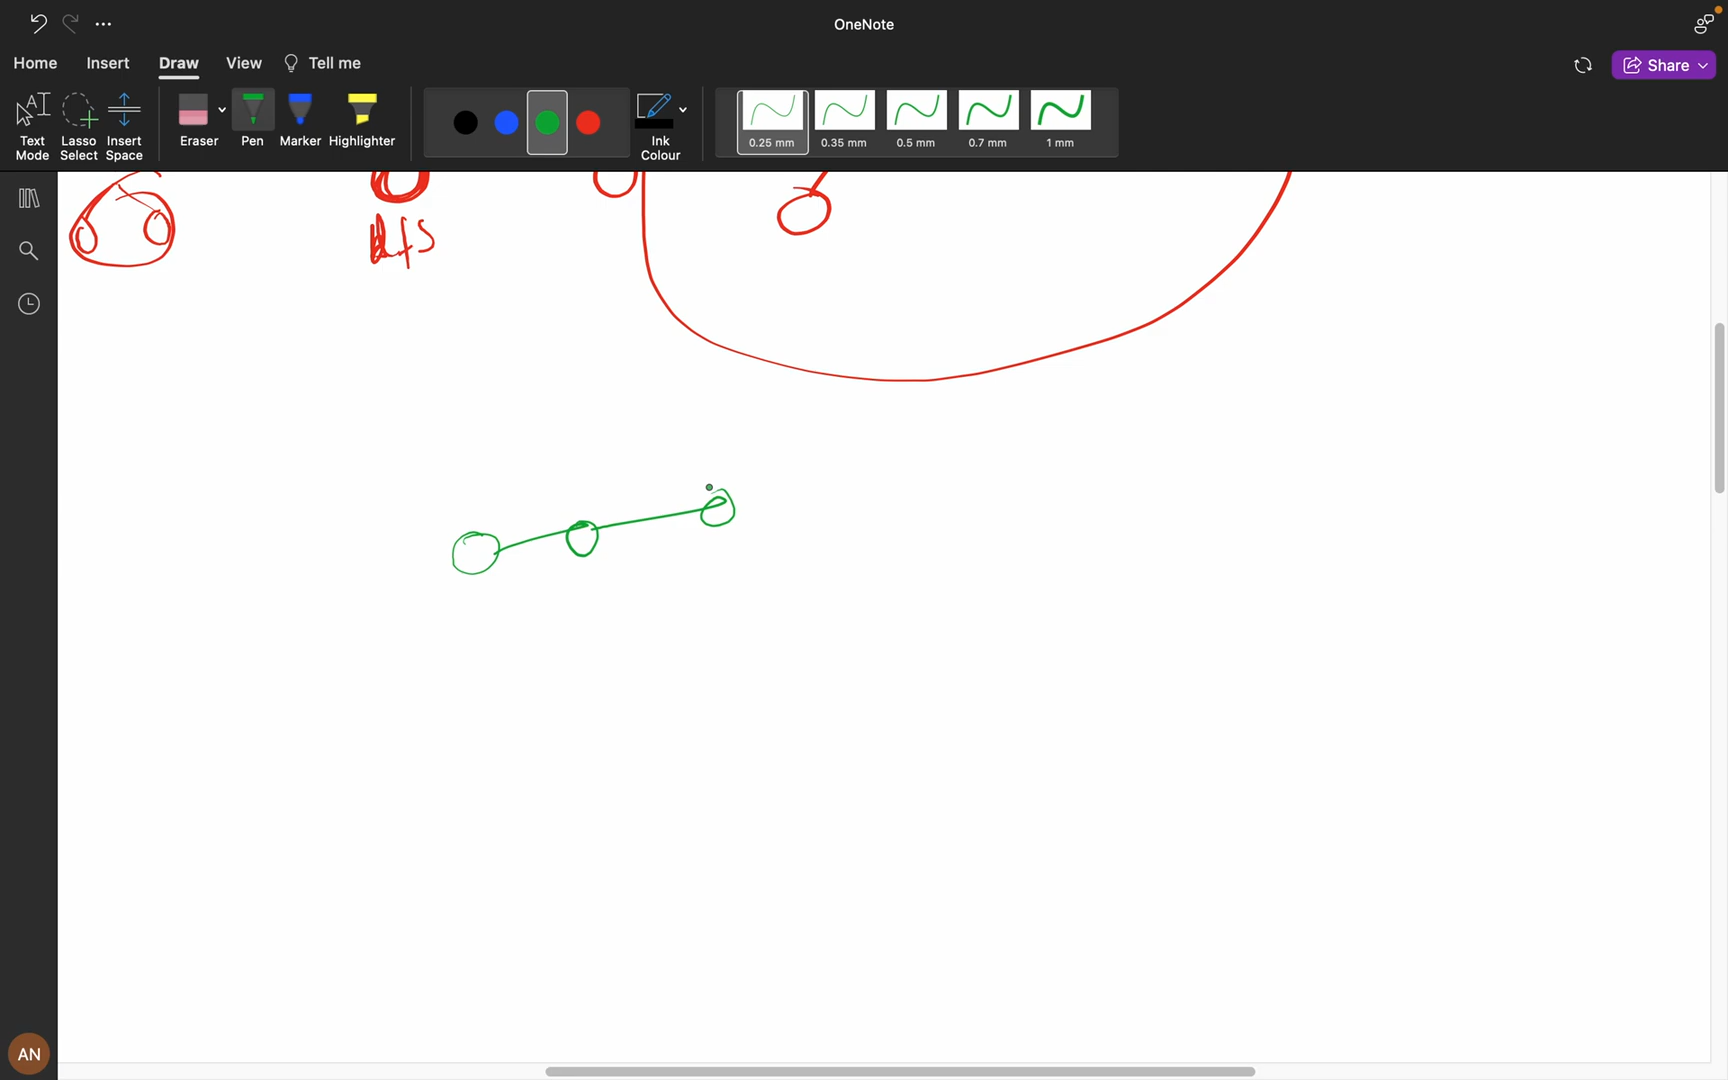 OneNote
Home Insert Draw View Tell me
Share
Text Mode
Lasso Select
Insert Space
Eraser
Pen
Marker
Highlighter
Ink Colour
0.25 mm
0.35 mm
0.5 mm
0.7 mm
1 mm
dfs
AN